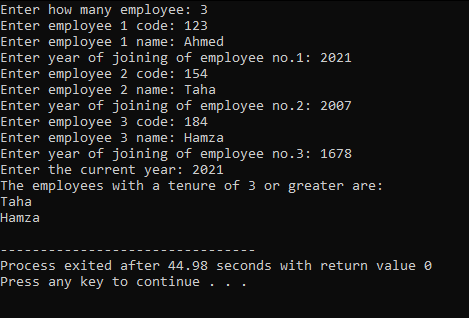 Enter how many employee: 3
Enter employee 1 code: 123
Enter employee 1 name: Ahmed
Enter year of joining of employee no.1: 2021
Enter employee 2 code: 154
Enter employee 2 name: Taha
Enter year of joining of employee no.2: 2007
Enter employee 3 code: 184
Enter employee 3 name: Hamza
Enter year of joining of employee no.3: 1678
Enter the current year: 2021
The employees with a tenure of 3 or greater are:
Taha
Hamza
--------------------------------
Process exited after 44.98 seconds with return value 0
Press any key to continue . . .